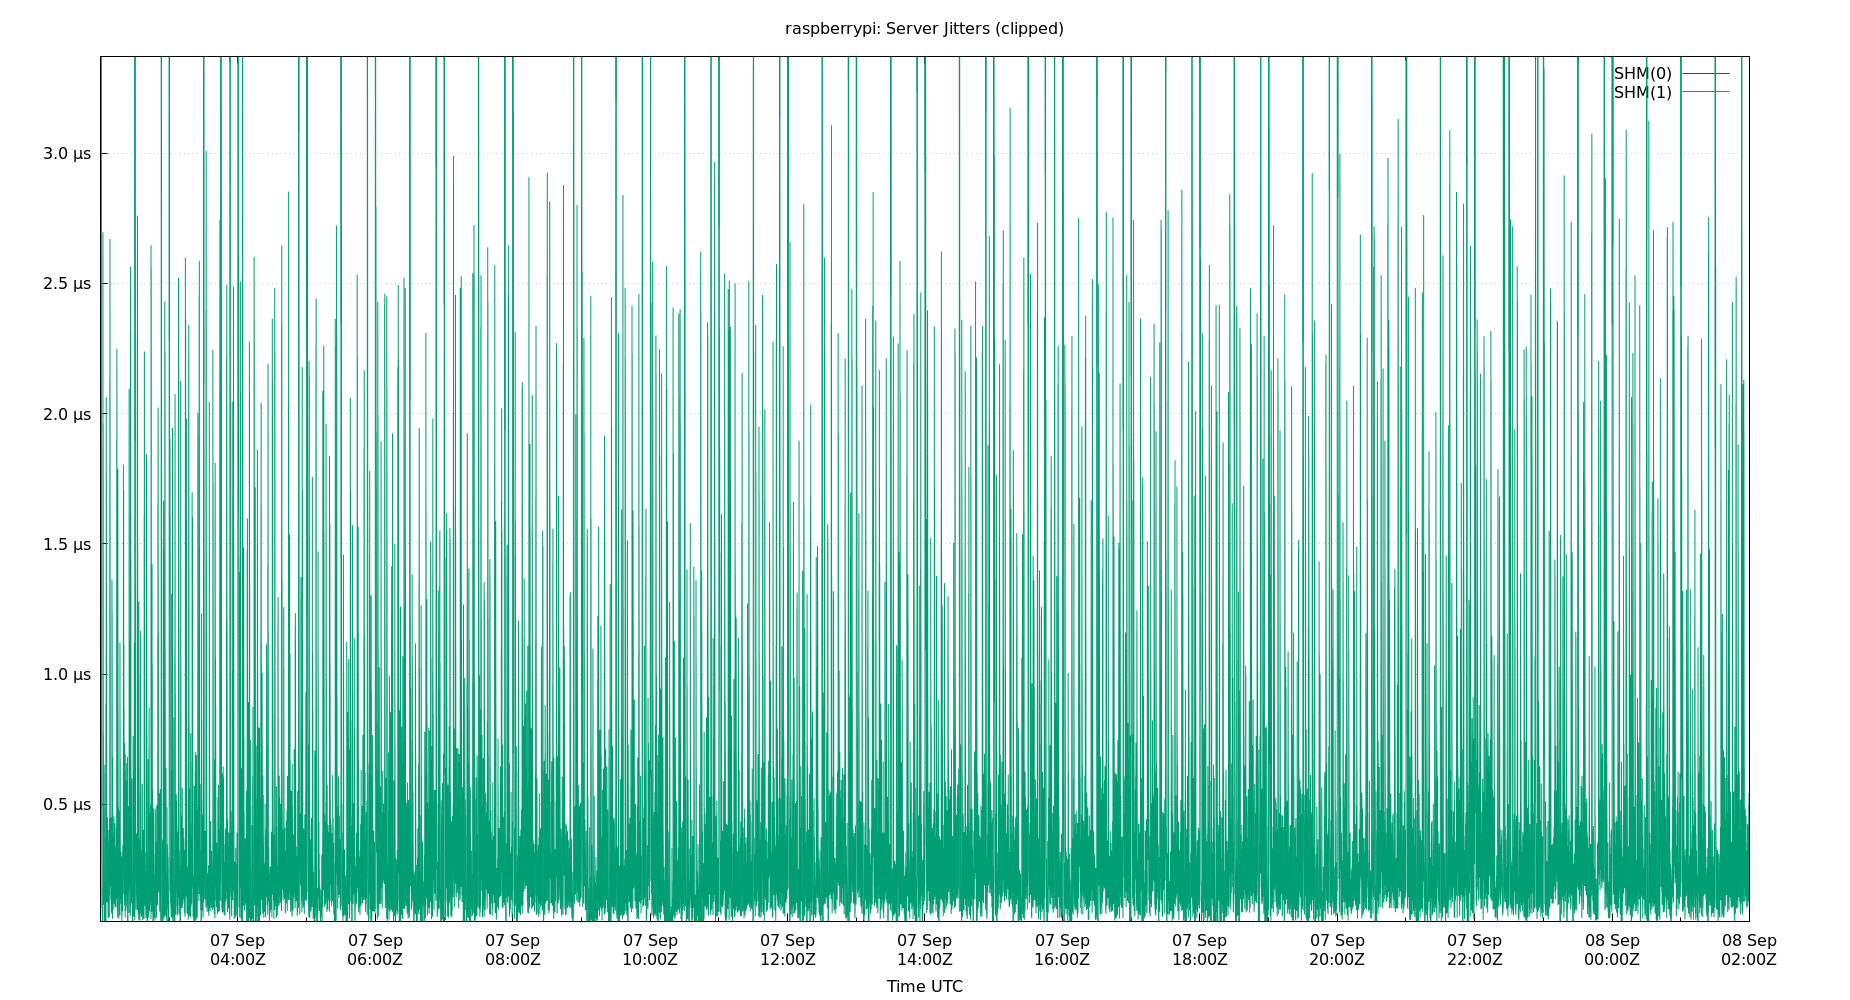 raspberrypi: Server Jitters (clipped)
SHM(0)
SHM(1)
3.0 µs
2.5 µs
2.0 µs
1.5 µs
1.0 µs
0.5 µs
07 Sep 07 Sep 07 Sep 07 Sep 07 Sep 07 Sep 07 Sep 07 Sep 07 Sep 07 Sep 08 Sep 08 Sep
04:00Z 06:00Z 08:00Z 10:00Z 12:00Z 14:00Z 16:00Z 18:00Z 20:00Z 22:00Z 00:00Z 02:00Z
Time UTC